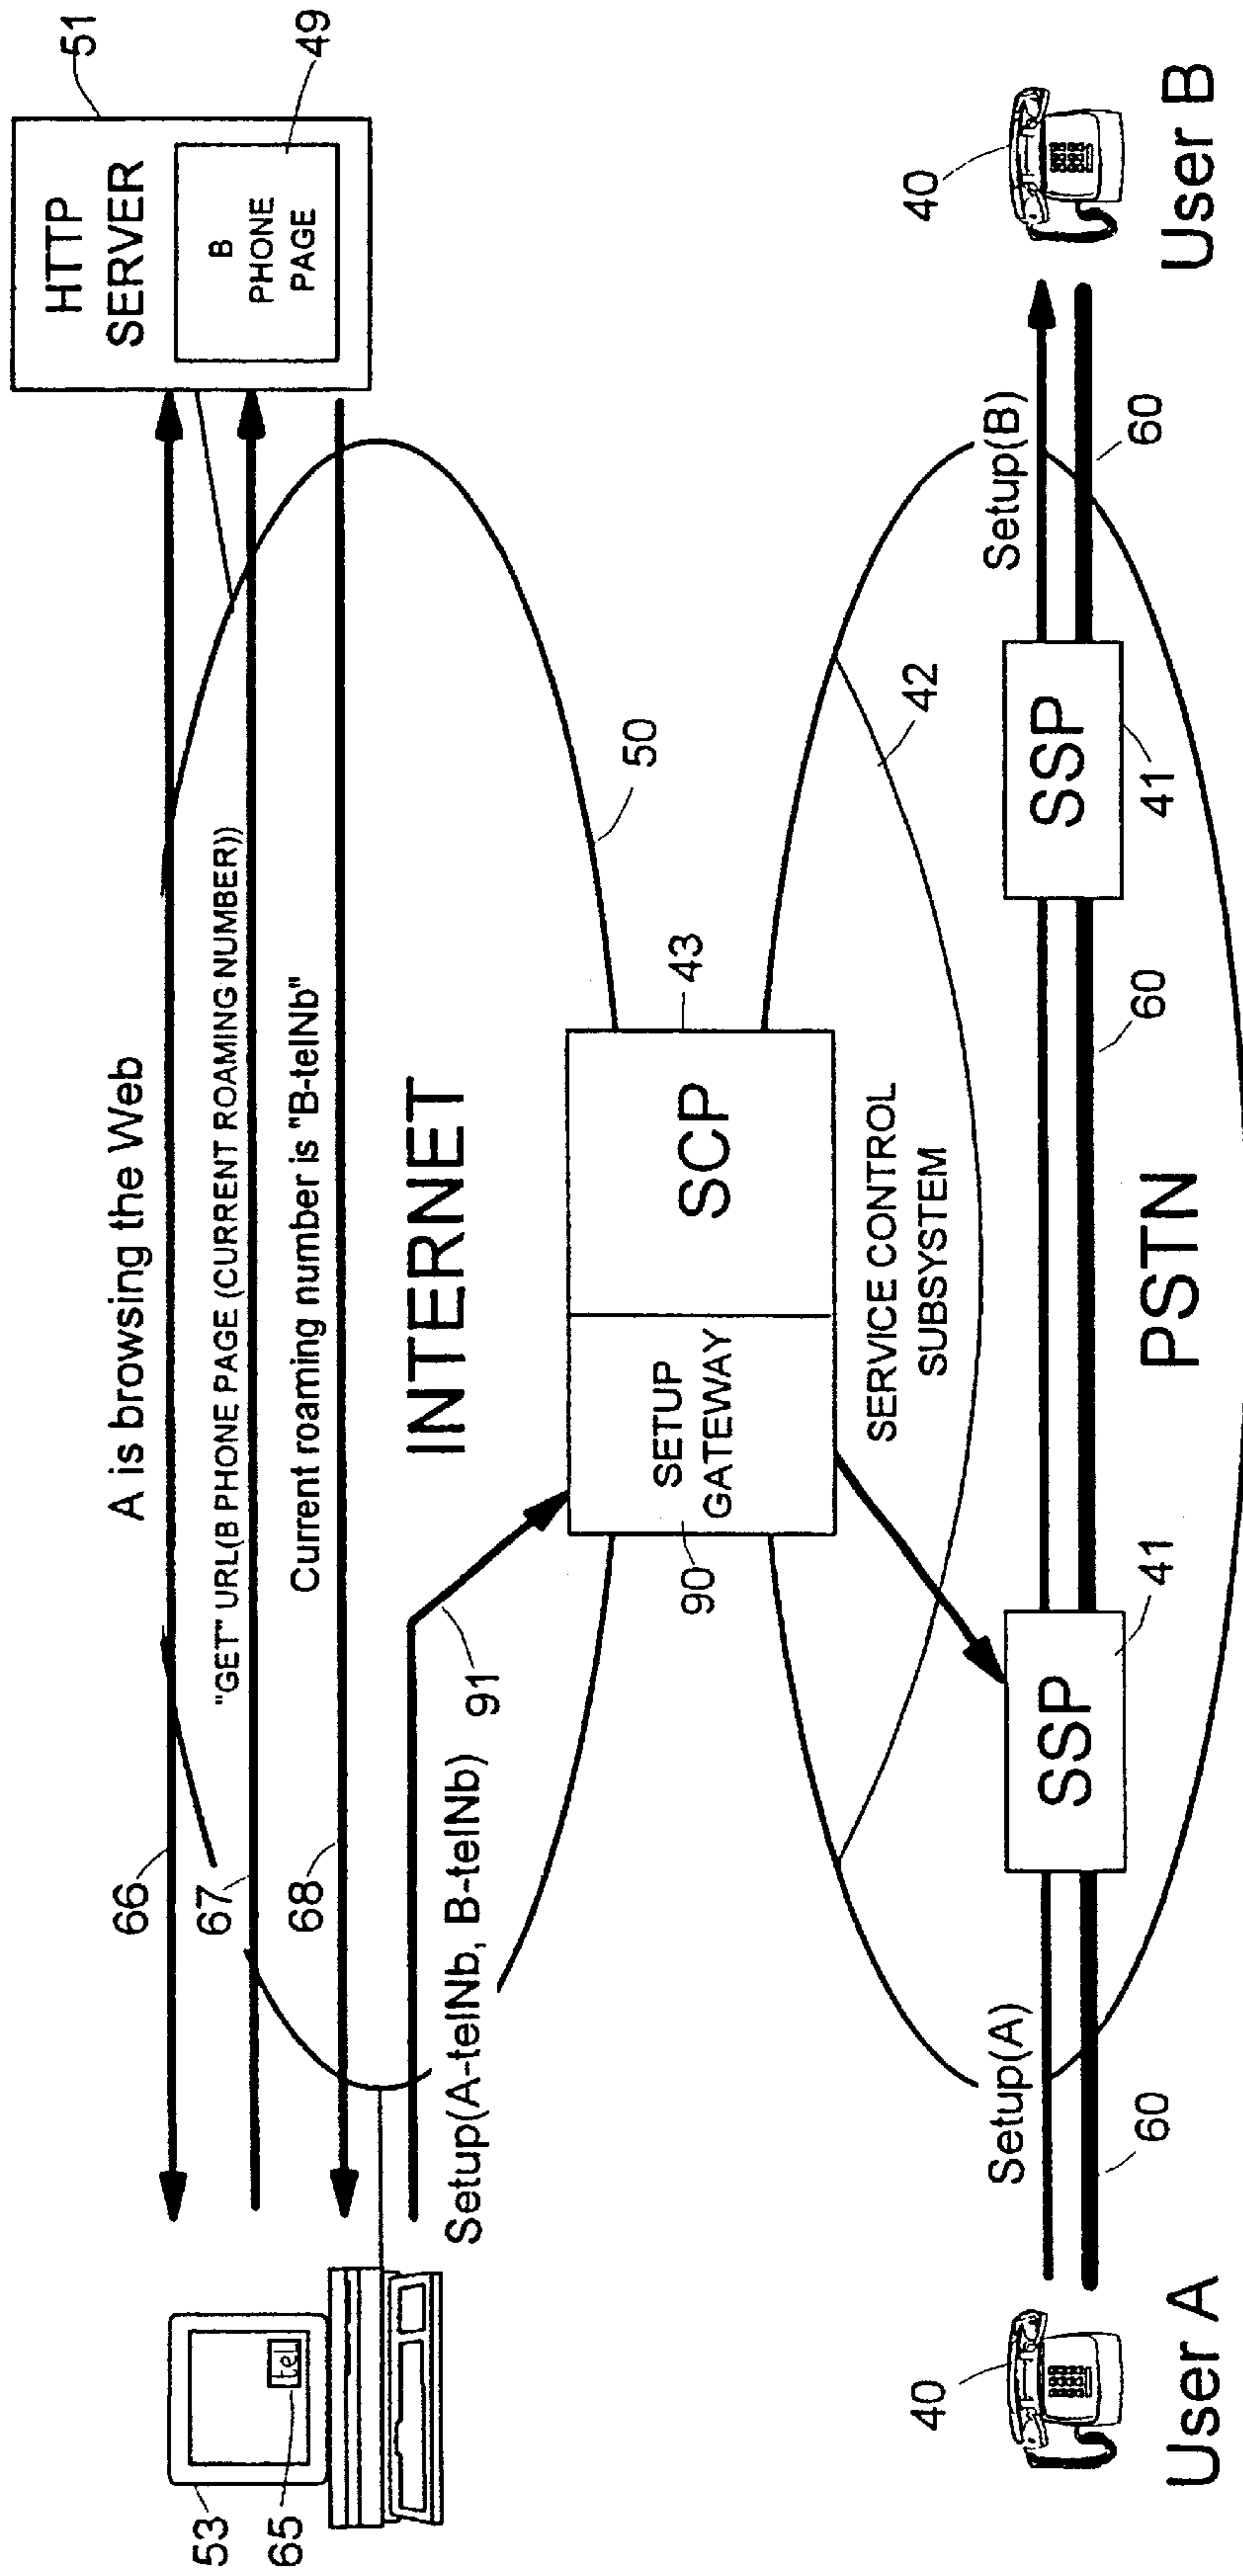 51
HTTP
SERVER
49
B
PHONE
PAGE
A is browsing the Web
66
"GET" URL(B PHONE PAGE (CURRENT ROAMING NUMBER))
67
Current roaming number is "B-telNb"
68
53
tel
65
INTERNET
50
91
Setup(A-telNb, B-telNb)
SETUP
GATEWAY
SCP
43
90
SERVICE CONTROL
SUBSYSTEM
42
40
Setup(A)
SSP
41
60
SSP
41
Setup(B)
40
60
60
User A
PSTN
User B